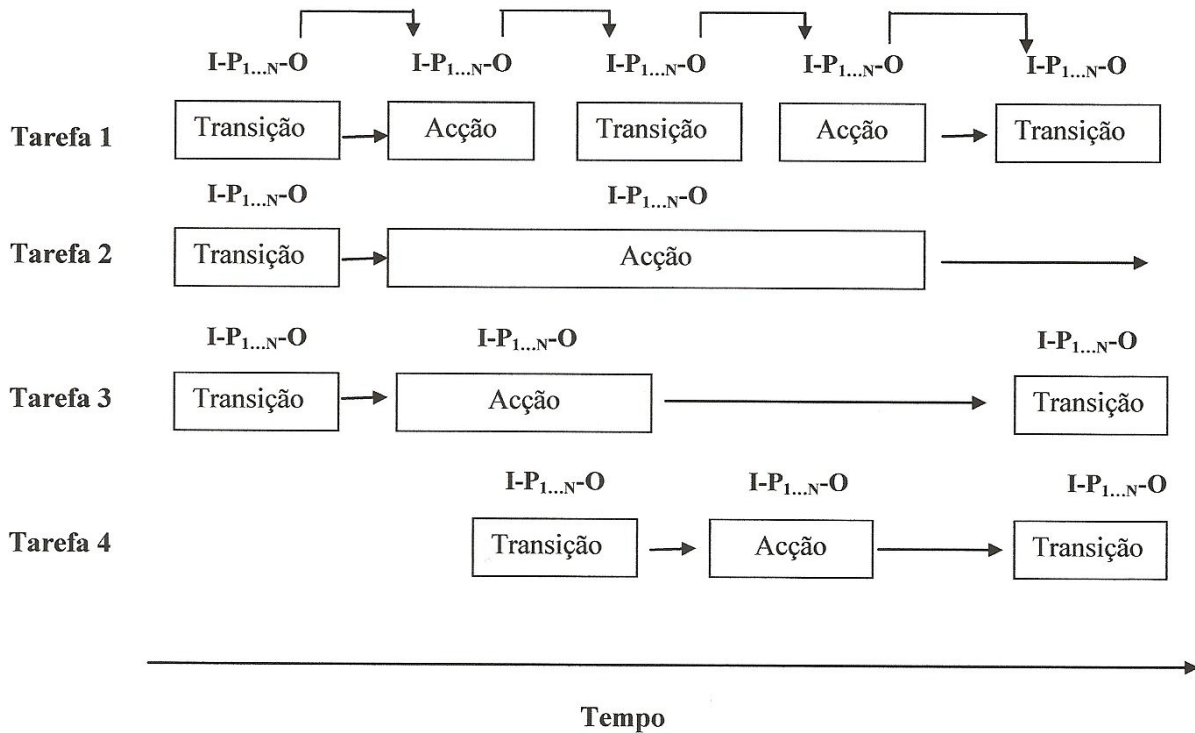 I-P1...N-O I-P1...N-O I-P1...N-O I-P1...N-O I-P1...N-O
Tarefa 1 Transição Acção Transição Acção Transição
I-P1...N-O I-P1...N-O
Tarefa 2 Transição Acção
I-P1...N-O I-P1...N-O I-P1...N-O
Tarefa 3 Transição Acção Transição
I-P1...N-O I-P1...N-O I-P1...N-O
Tarefa 4 Transição Acção Transição
Tempo